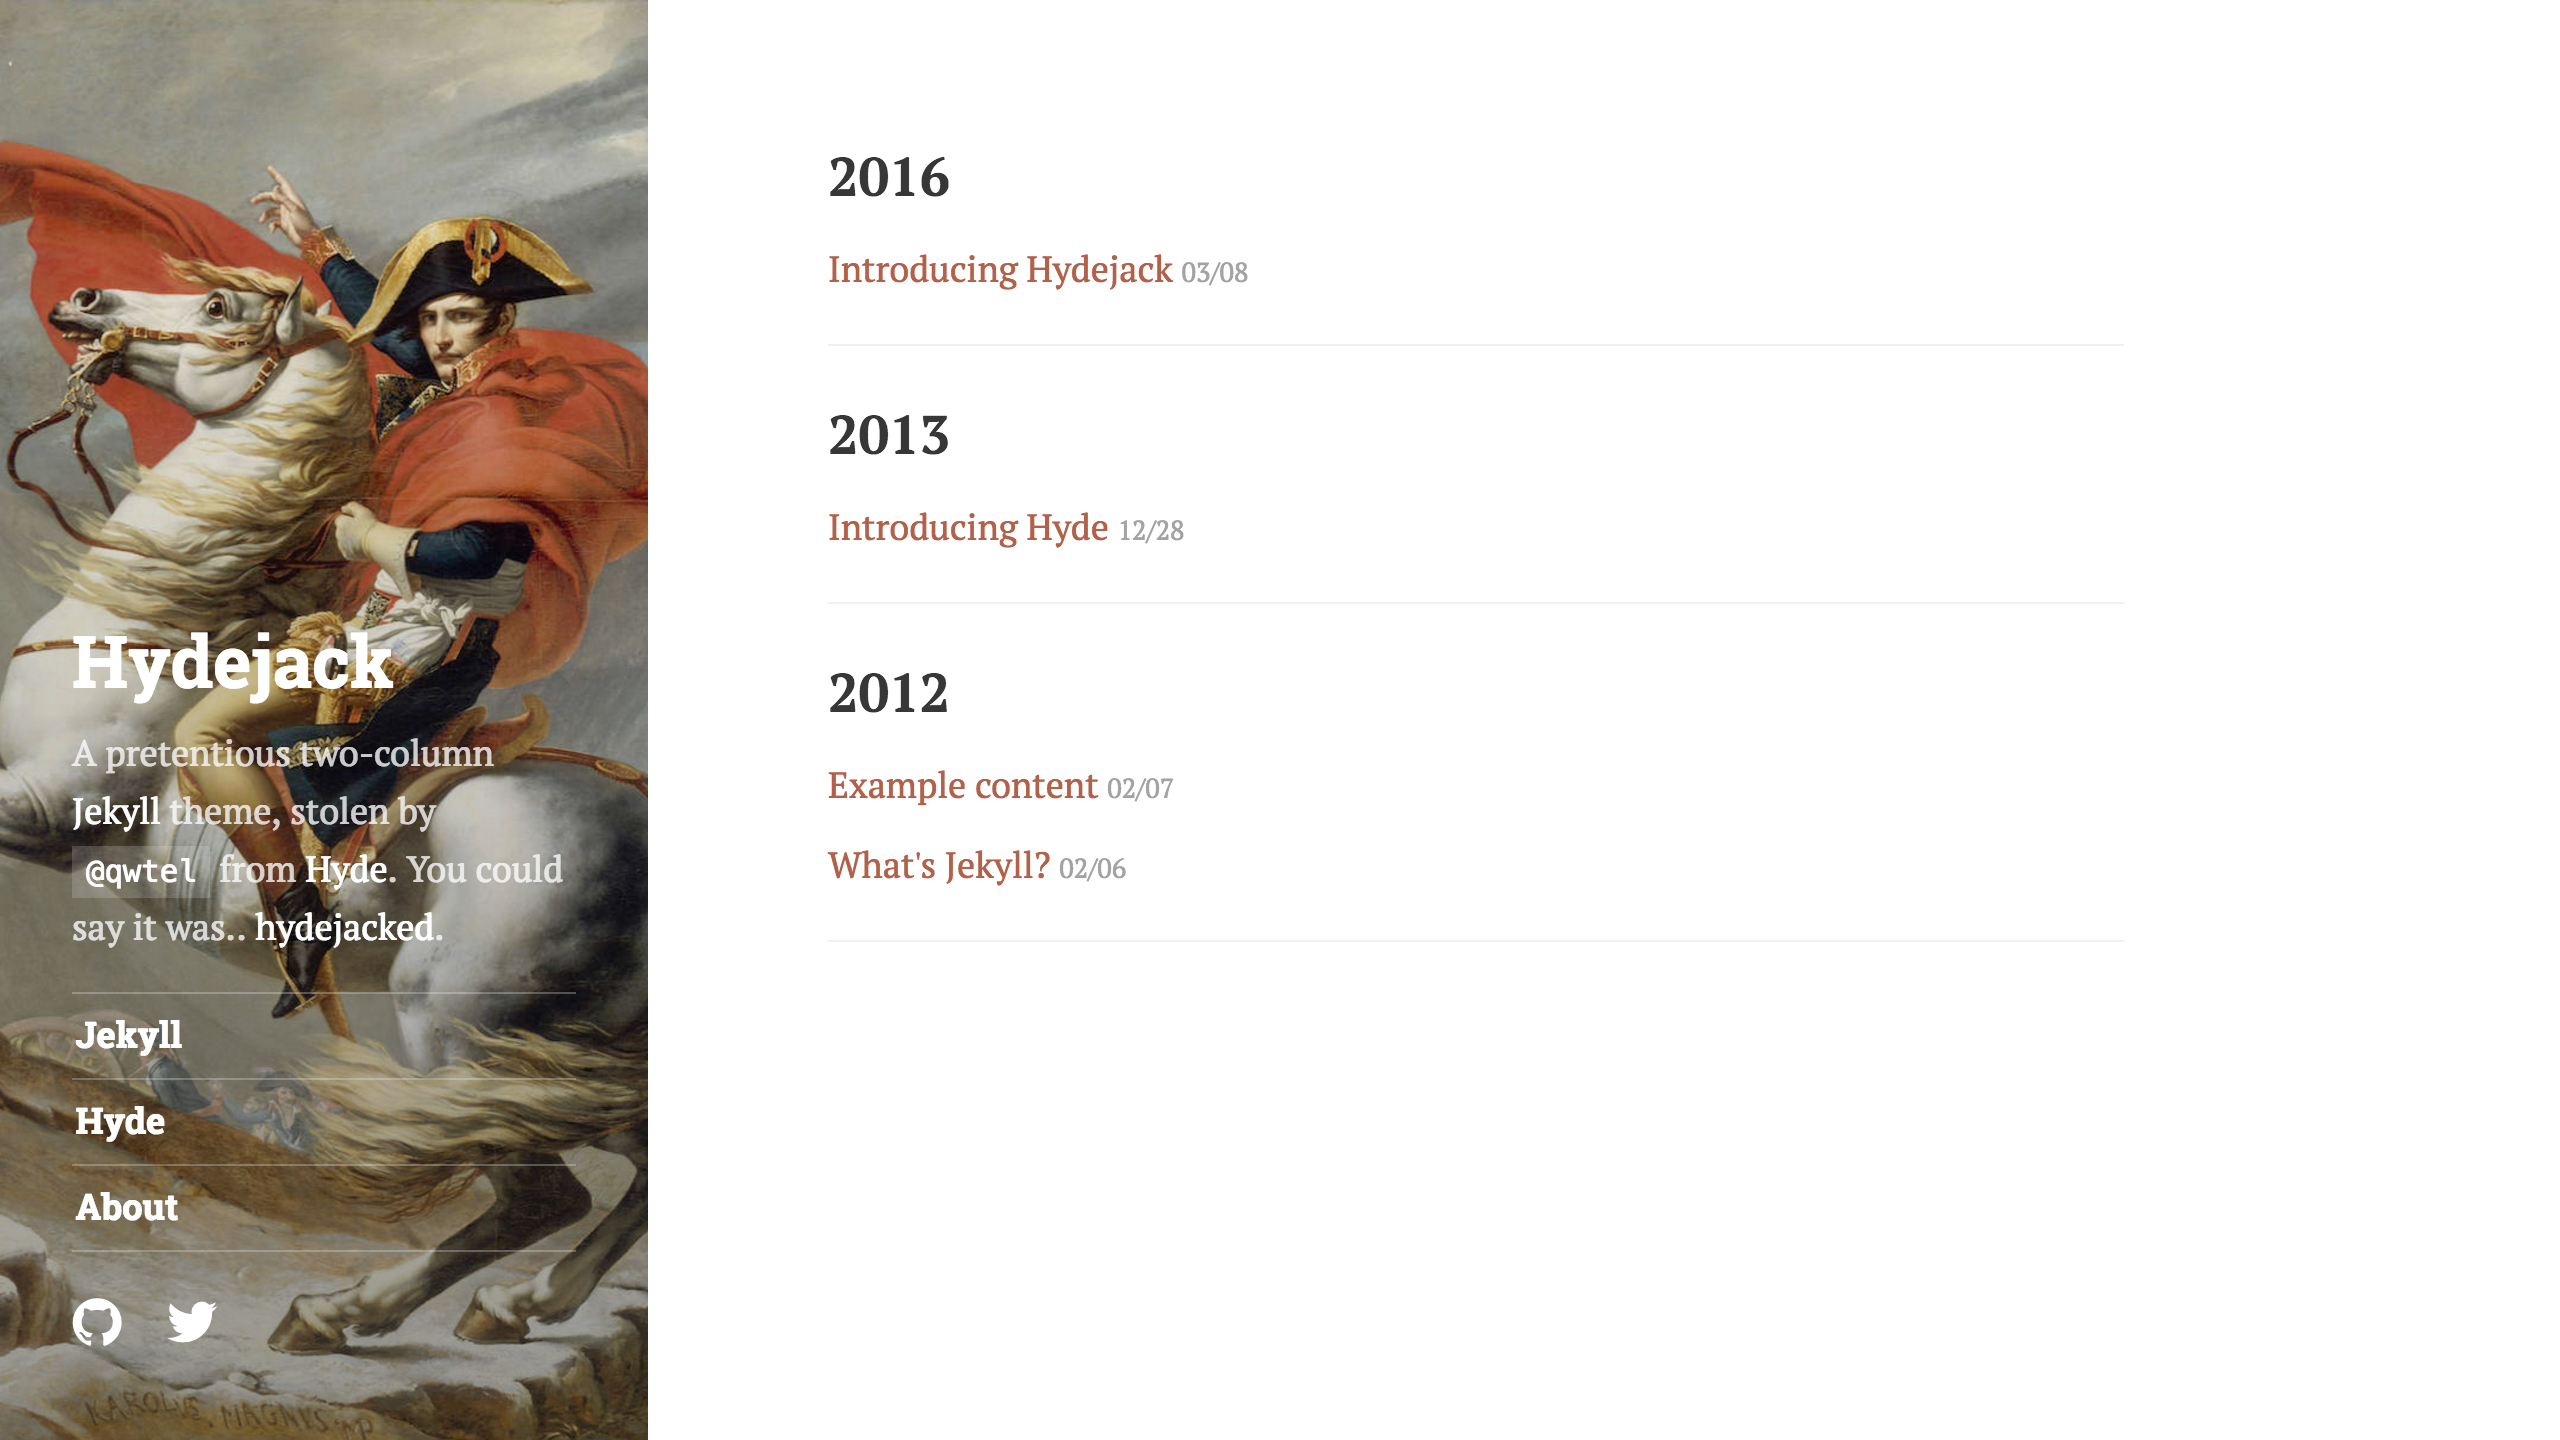 Hydejack
A pretentious two-column
Jekyll theme, stolen by
@qwtel from Hyde. You could
say it was.. hydejacked.
Jekyll
Hyde
About
KAROLVS MAGNVS
2016
Introducing Hydejack 03/08
2013
Introducing Hyde 12/28
2012
Example content 02/07
What's Jekyll? 02/06